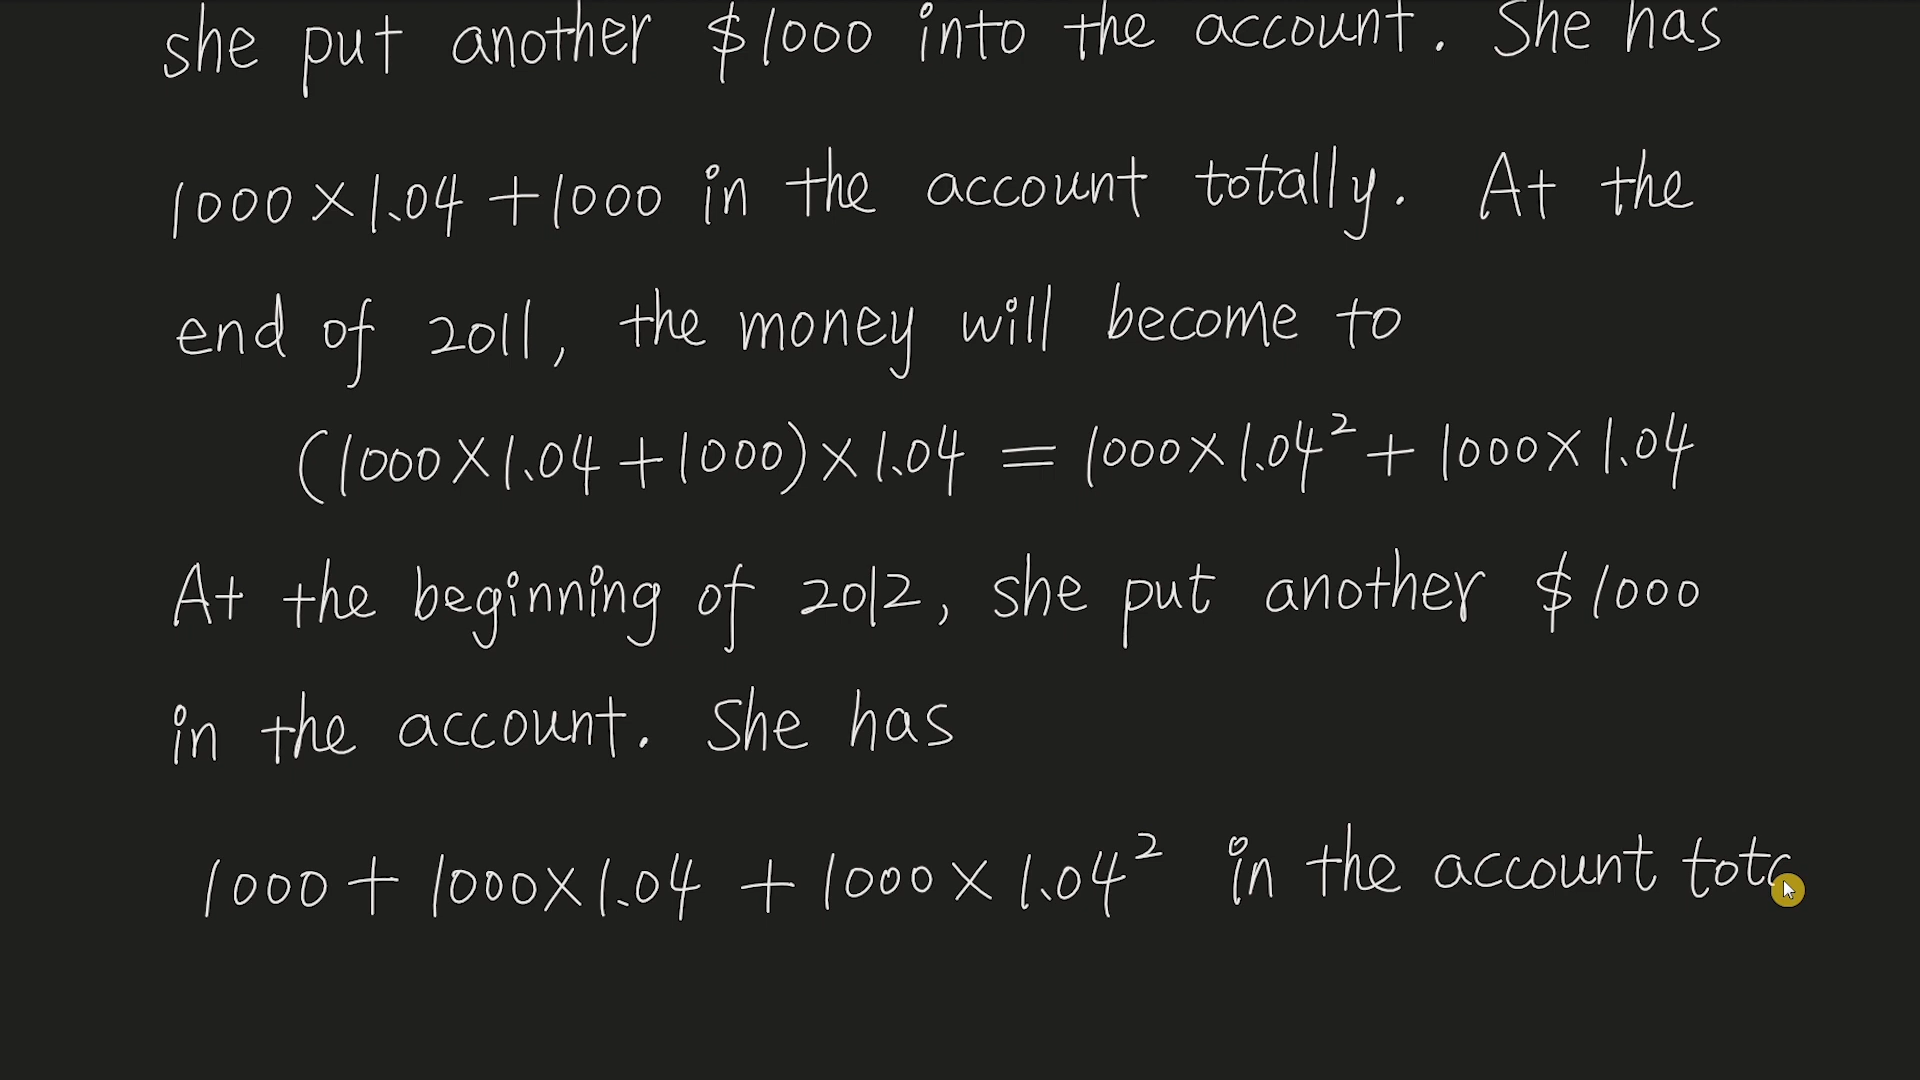 she put another $1000 into the account. She has
1000×1.04+1000 in the account totally. At the
end of 2011, the money will become to
(1000×1.04+1000)×1.04 = 1000×1.04² + 1000×1.04
At the beginning of 2012, she put another $1000
in the account. She has
1000 + 1000×1.04 + 1000×1.04² in the account tota